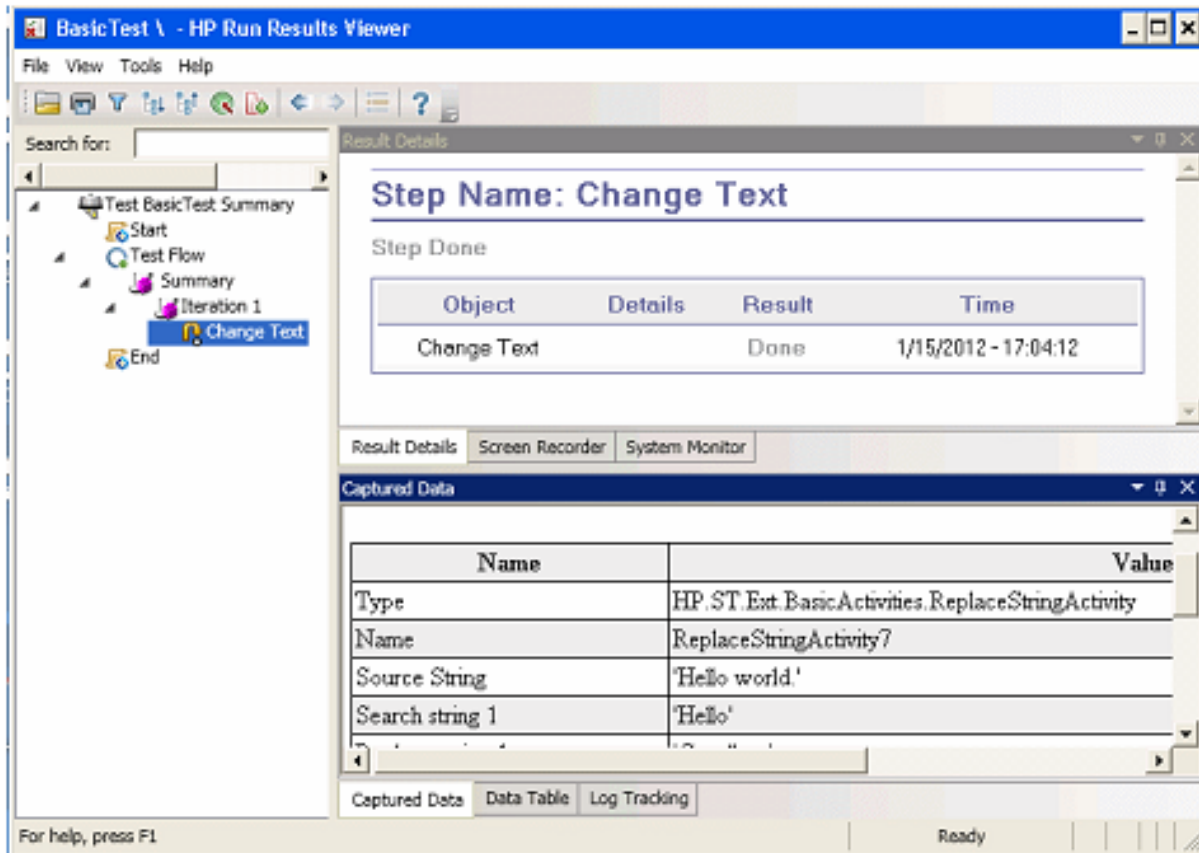 BasicTest \ - HP Run Results Viewer
File View Tools Help
Search for:
Test BasicTest Summary
Start
Test Flow
Summary
Iteration 1
Change Text
End
Result Details
Step Name: Change Text
Step Done
Object Details Result Time
Change Text Done 1/15/2012 - 17:04:12
Result Details Screen Recorder System Monitor
Captured Data
Name Value
Type HP.ST.Ext.BasicActivities.ReplaceStringActivity
Name ReplaceStringActivity7
Source String 'Hello world.'
Search string 1 'Hello'
Captured Data Data Table Log Tracking
For help, press F1 Ready